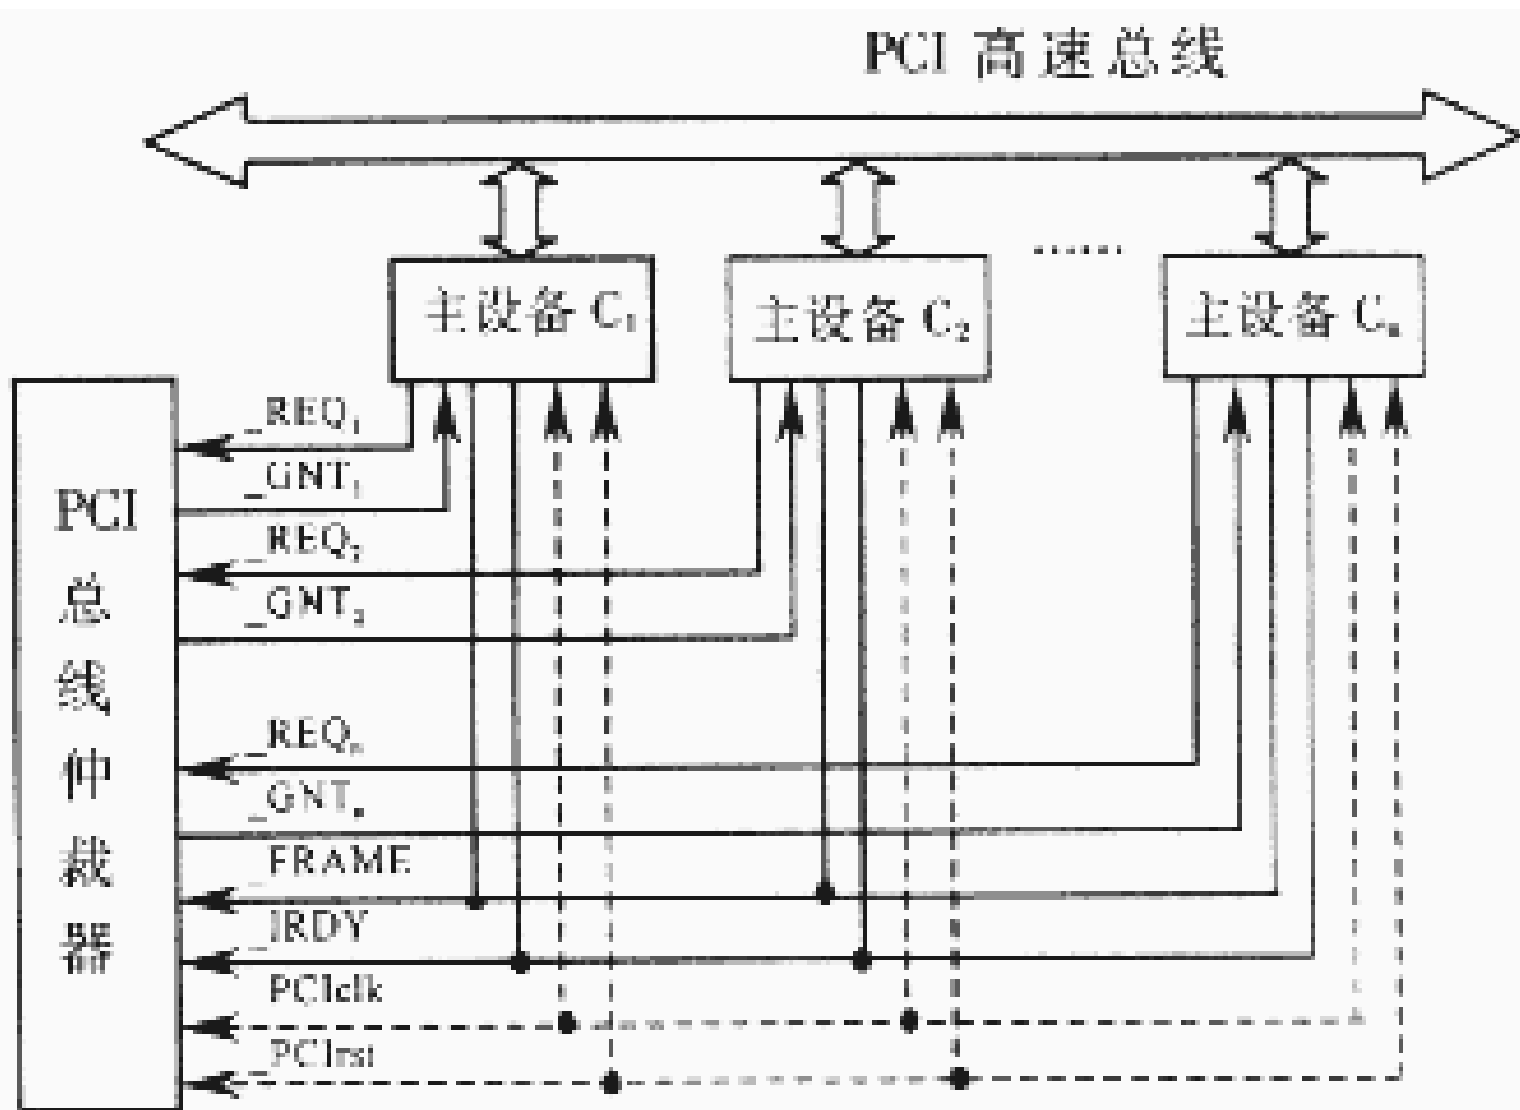 PCI 高速总线
……
主设备 C₁
主设备 C₂
主设备 Cₙ
PCI
总
线
仲
裁
器
_REQ₁
_GNT₁
_REQ₂
_GNT₂
_REQₙ
_GNTₙ
_FRAME
_IRDY
PCIclk
_PCIrst